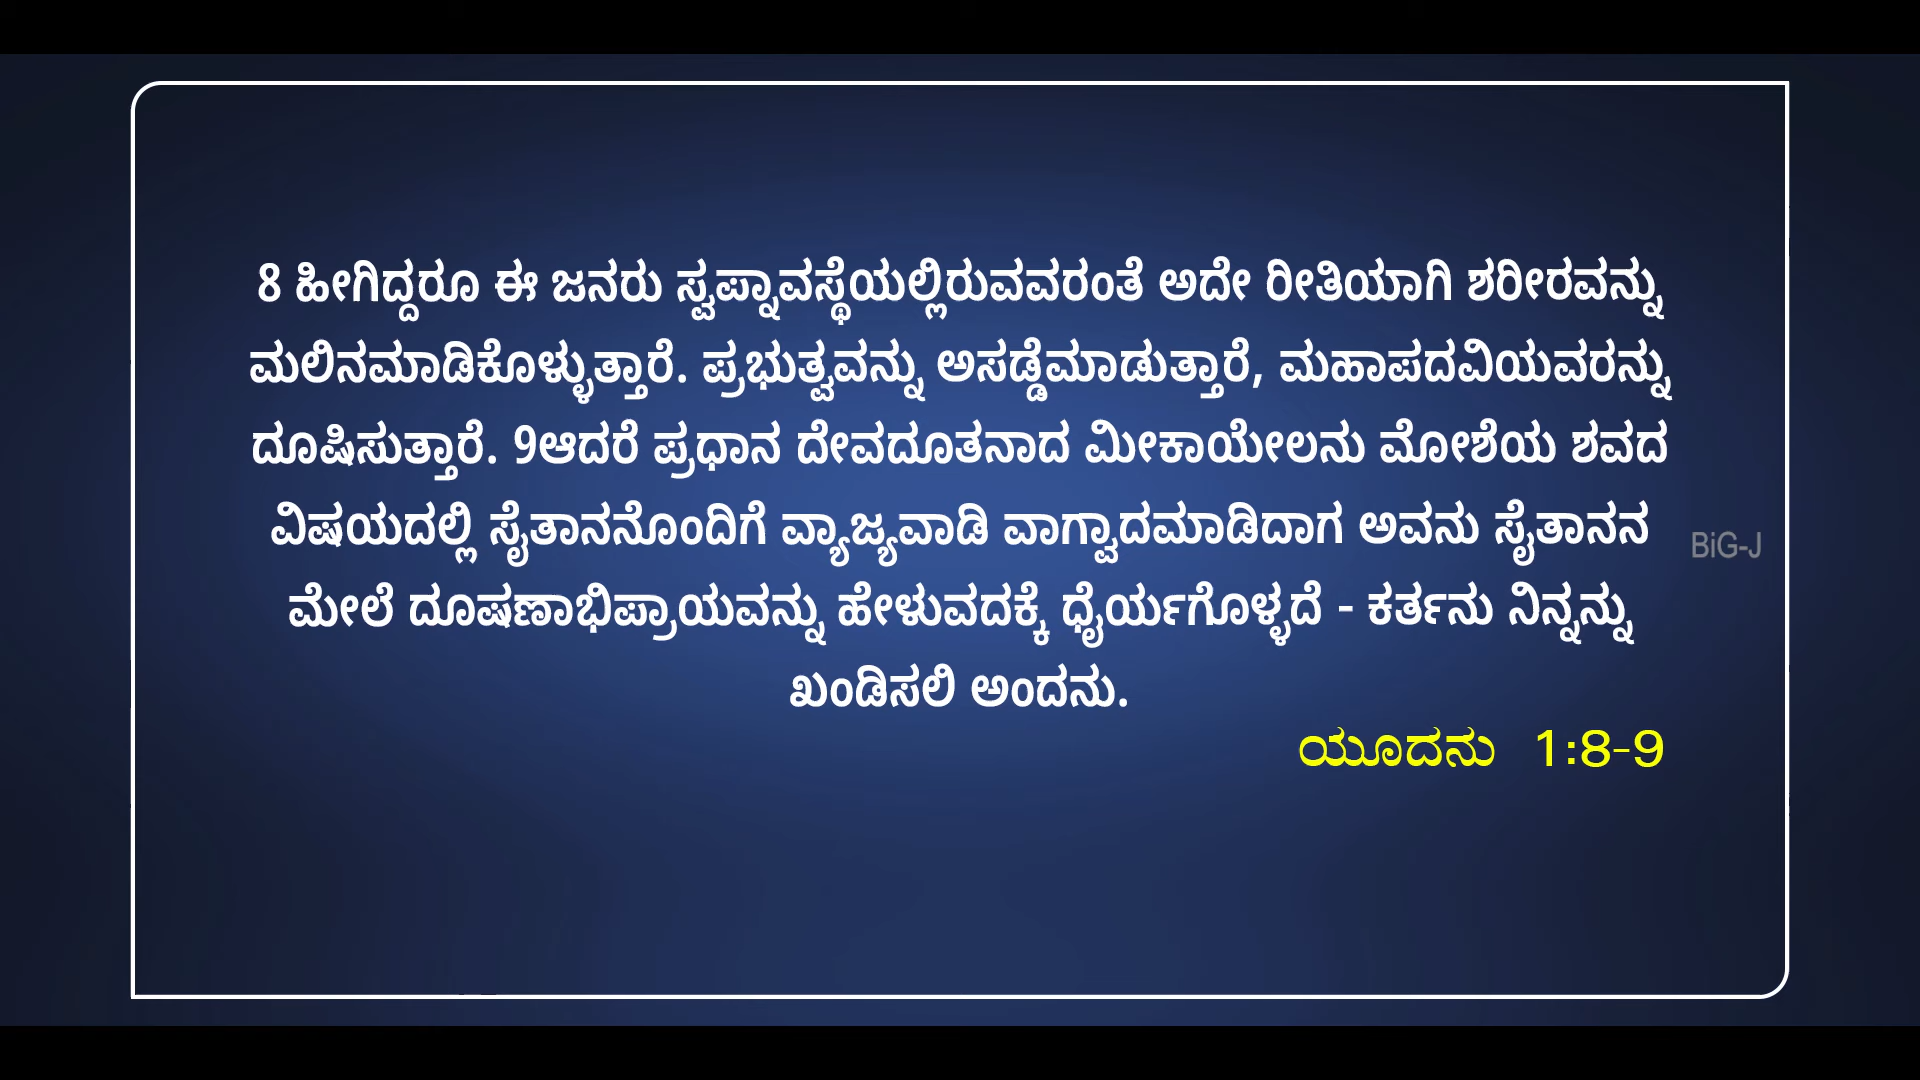 8 ಹೀಗಿದ್ದರೂ ಈ ಜನರು ಸ್ವಪ್ನಾವಸ್ಥೆಯಲ್ಲಿರುವವರಂತೆ ಅದೇ ರೀತಿಯಾಗಿ ಶರೀರವನ್ನು
ಮಲಿನಮಾಡಿಕೊಳ್ಳುತ್ತಾರೆ. ಪ್ರಭುತ್ವವನ್ನು ಅಸಡ್ಡೆಮಾಡುತ್ತಾರೆ, ಮಹಾಪದವಿಯವರನ್ನು
ದೂಷಿಸುತ್ತಾರೆ. 9ಆದರೆ ಪ್ರಧಾನ ದೇವದೂತನಾದ ಮೀಕಾಯೇಲನು ಮೋಶೆಯ ಶವದ
ವಿಷಯದಲ್ಲಿ ಸೈತಾನನೊಂದಿಗೆ ವ್ಯಾಜ್ಯವಾಡಿ ವಾಗ್ವಾದಮಾಡಿದಾಗ ಅವನು ಸೈತಾನನ
BiG-J
ಮೇಲೆ ದೂಷಣಾಭಿಪ್ರಾಯವನ್ನು ಹೇಳುವದಕ್ಕೆ ಧೈರ್ಯಗೊಳ್ಳದೆ - ಕರ್ತನು ನಿನ್ನನ್ನು
ಖಂಡಿಸಲಿ ಅಂದನು.
ಯೂದನು 1:8-9